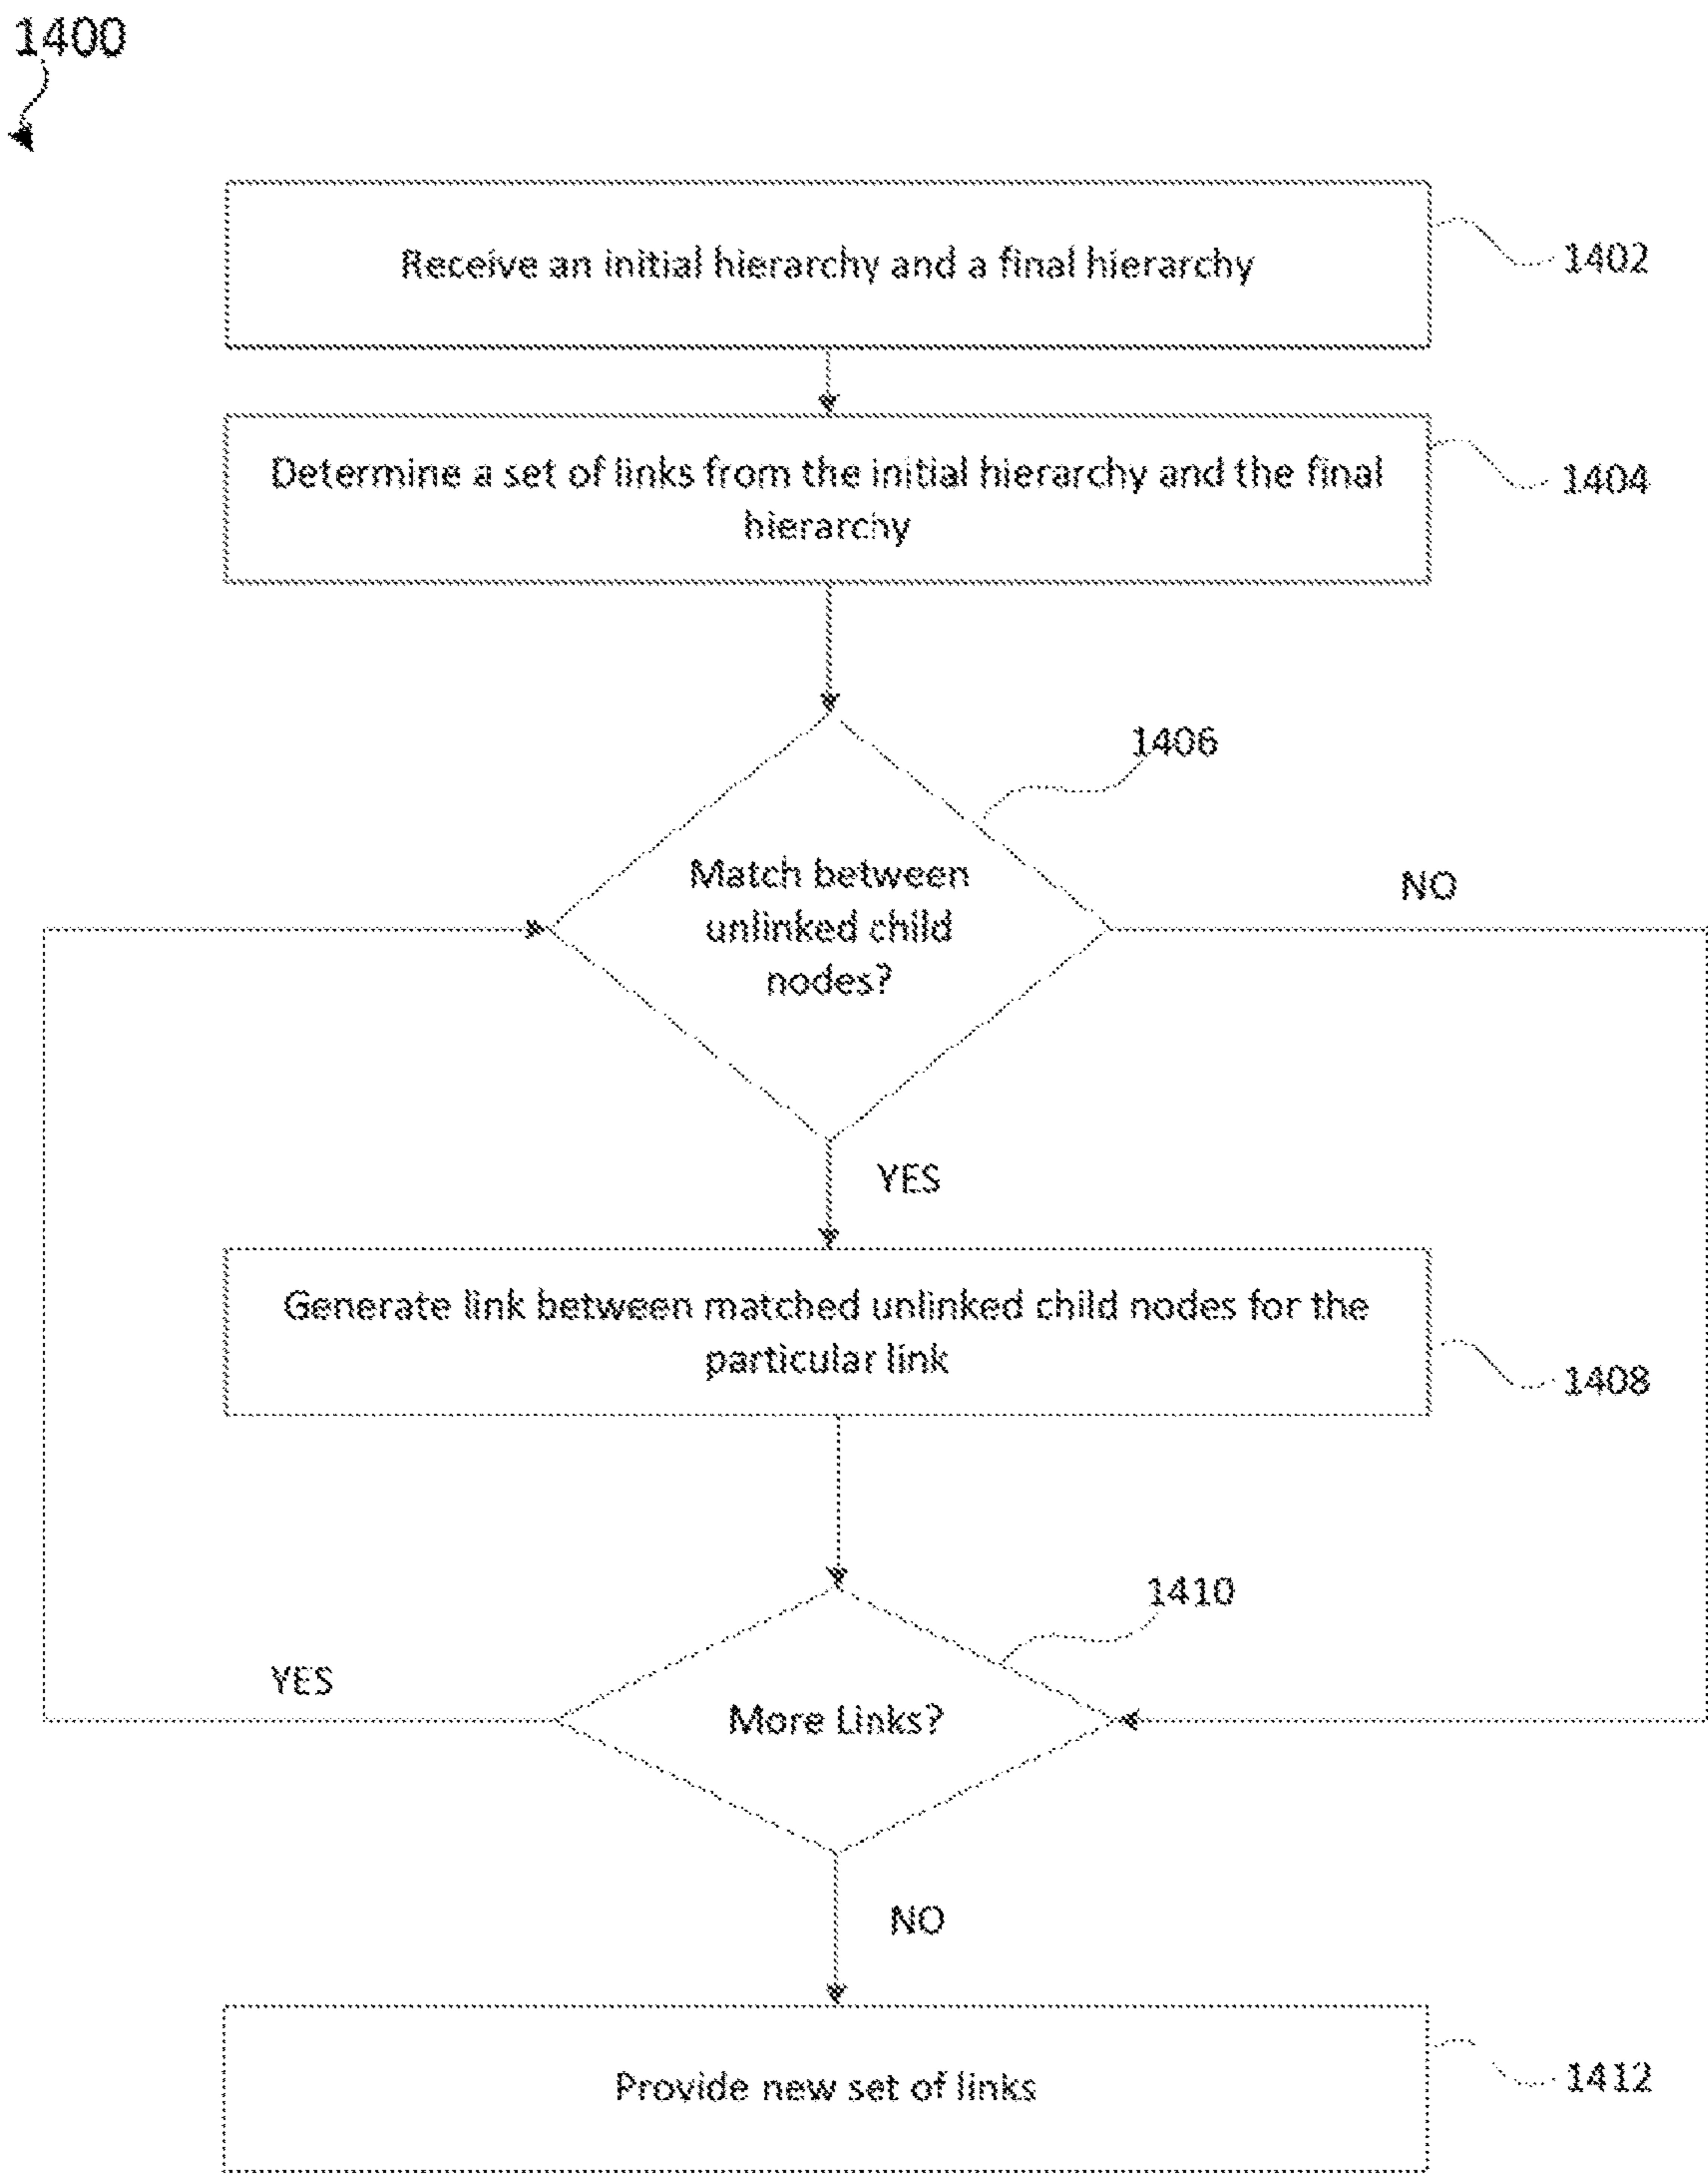 1400
Receive an initial hierarchy and a final hierarchy
1402
Determine a set of links from the initial hierarchy and the final
hierarchy
1404
1406
Match between
unlinked child
nodes?
NO
YES
Generate link between matched unlinked child nodes for the
particular link
1408
1410
YES
More Links?
NO
Provide new set of links
1412